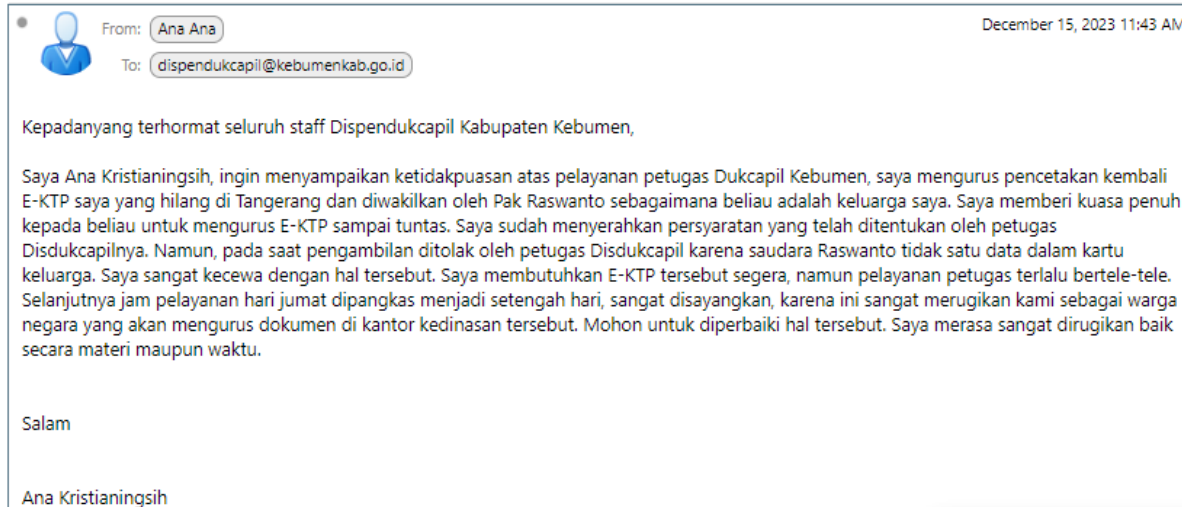 From: Ana Ana
December 15, 2023 11:43 AM
To: dispendukcapil@kebumenkab.go.id
Kepadanyang terhormat seluruh staff Dispendukcapil Kabupaten Kebumen,
Saya Ana Kristianingsih, ingin menyampaikan ketidakpuasan atas pelayanan petugas Dukcapil Kebumen, saya mengurus pencetakan kembali
E-KTP saya yang hilang di Tangerang dan diwakilkan oleh Pak Raswanto sebagaimana beliau adalah keluarga saya. Saya memberi kuasa penuh
kepada beliau untuk mengurus E-KTP sampai tuntas. Saya sudah menyerahkan persyaratan yang telah ditentukan oleh petugas
Disdukcapilnya. Namun, pada saat pengambilan ditolak oleh petugas Disdukcapil karena saudara Raswanto tidak satu data dalam kartu
keluarga. Saya sangat kecewa dengan hal tersebut. Saya membutuhkan E-KTP tersebut segera, namun pelayanan petugas terlalu bertele-tele.
Selanjutnya jam pelayanan hari jumat dipangkas menjadi setengah hari, sangat disayangkan, karena ini sangat merugikan kami sebagai warga
negara yang akan mengurus dokumen di kantor kedinasan tersebut. Mohon untuk diperbaiki hal tersebut. Saya merasa sangat dirugikan baik
secara materi maupun waktu.
Salam
Ana Kristianingsih